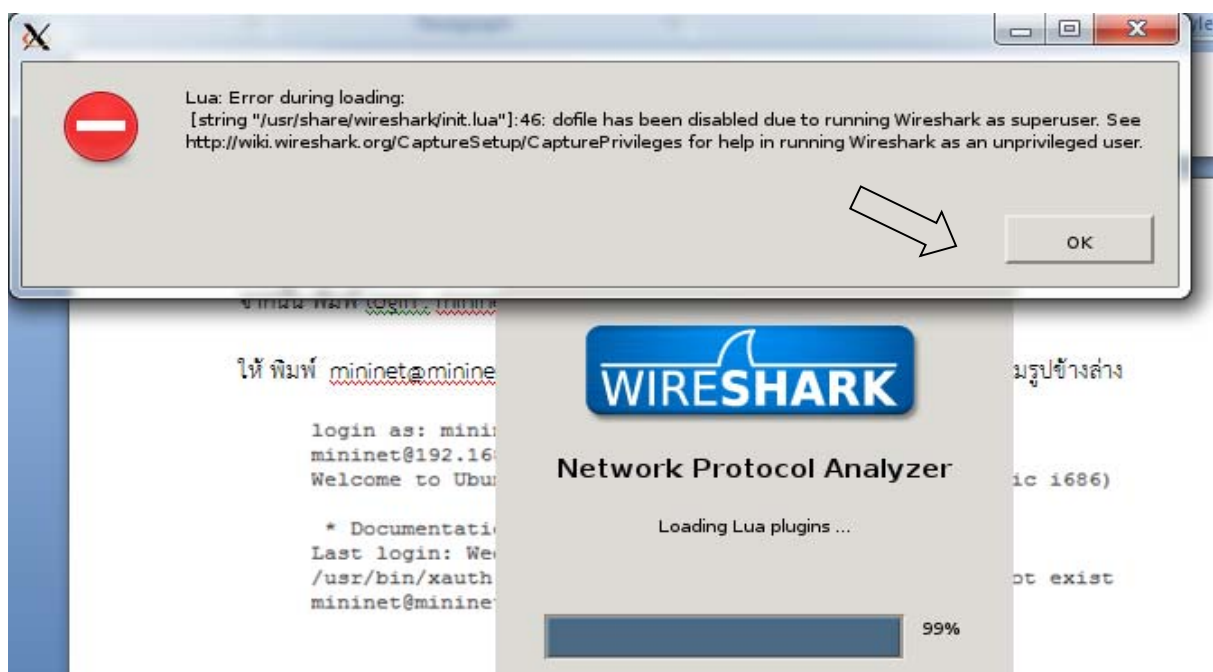 Lua: Error during loading:
[string "/usr/share/wireshark/init.lua"]:46: dofile has been disabled due to running Wireshark as superuser. See
http://wiki.wireshark.org/CaptureSetup/CapturePrivileges for help in running Wireshark as an unprivileged user.
OK
ให้ พิมพ์ mininet@minine
มรูปข้างล่าง
WIRESHARK
login as: mini
mininet@192.16
Network Protocol Analyzer
Welcome to Ubu
ic i686)
* Documentati
Loading Lua plugins ...
Last login: We
/usr/bin/xauth
ot exist
mininet@minine
99%